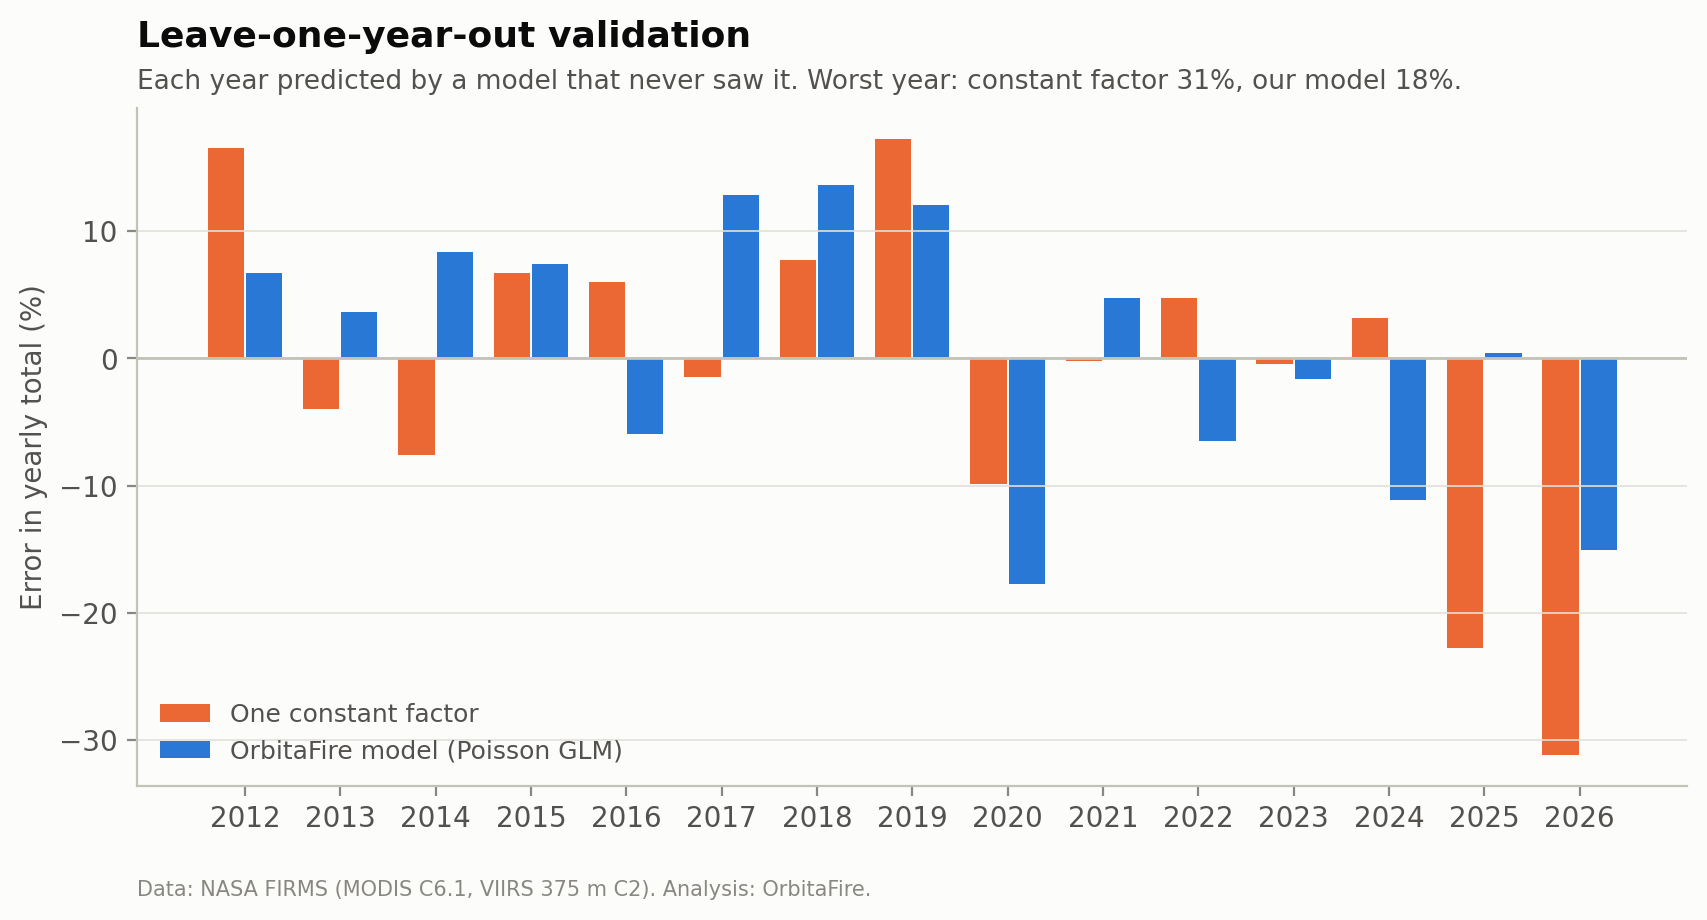 Leave-one-year-out validation
Each year predicted by a model that never saw it. Worst year: constant factor 31%, our model 18%.
Error in yearly total (%)
10
0
−10
−20
−30
One constant factor
OrbitaFire model (Poisson GLM)
2012 2013 2014 2015 2016 2017 2018 2019 2020 2021 2022 2023 2024 2025 2026
Data: NASA FIRMS (MODIS C6.1, VIIRS 375 m C2). Analysis: OrbitaFire.